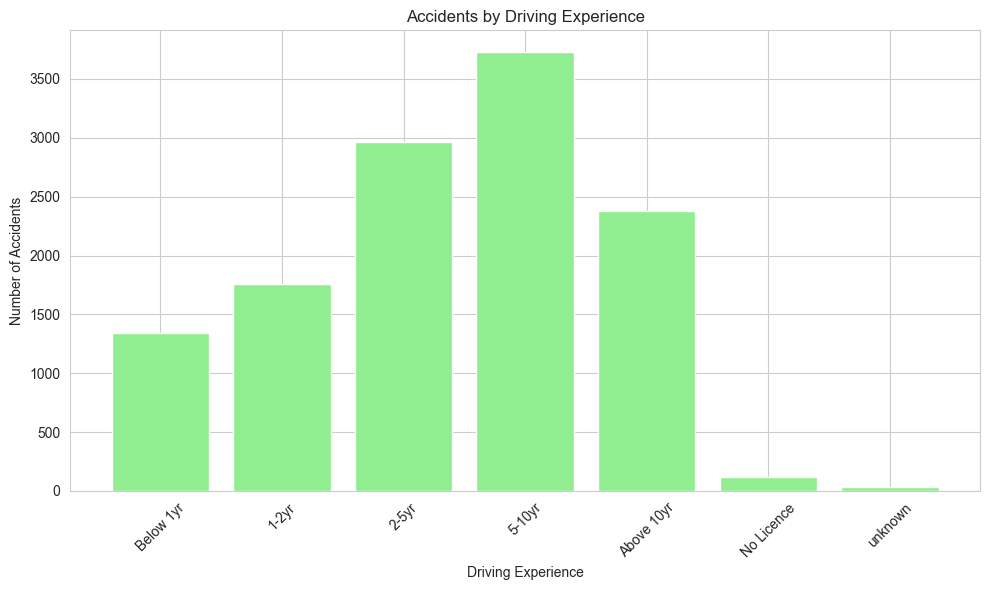 Accidents by Driving Experience
Number of Accidents
3500
3000
2500
2000
1500
1000
500
0
Below 1yr
1-2yr
2-5yr
5-10yr
Above 10yr
No Licence
unknown
Driving Experience